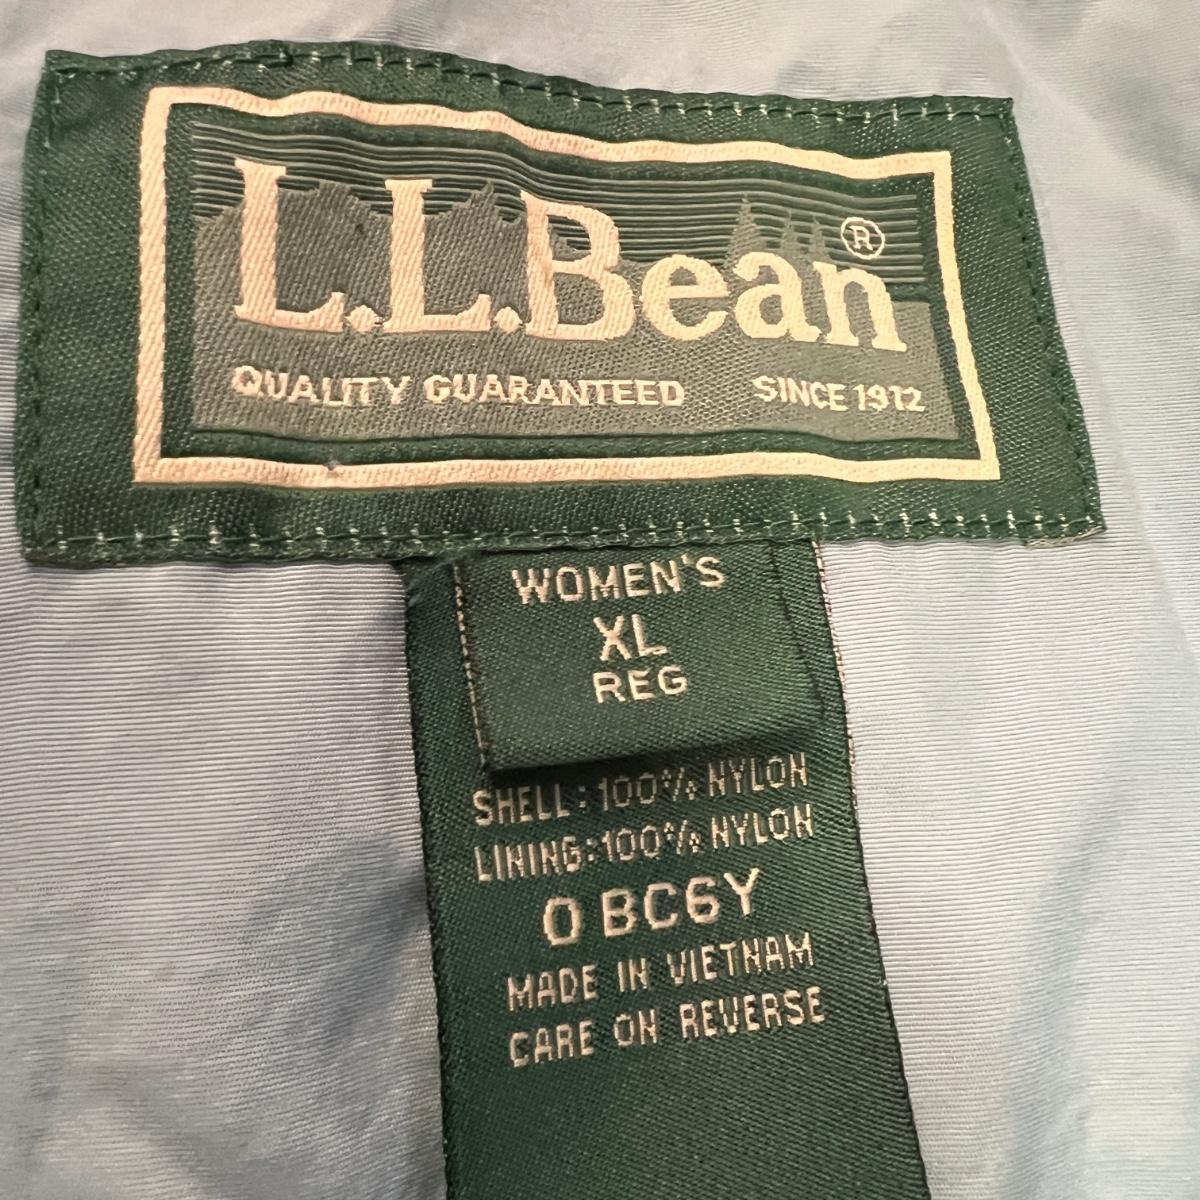 L.L.Bean ®
QUALITY GUARANTEED SINCE 1912
WOMEN'S
XL
REG
SHELL: 100% NYLON
LINING: 100% NYLON
0 BC6Y
MADE IN VIETNAM
CARE ON REVERSE